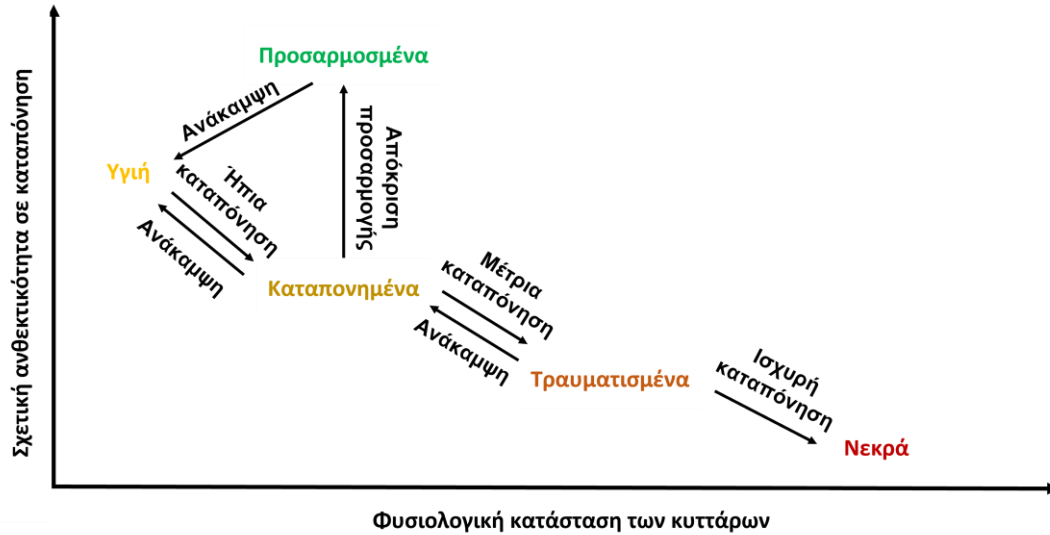 Σχετική ανθεκτικότητα σε καταπόνηση
Προσαρμοσμένα
Ανάκαμψη
Απόκριση
προσαρμογής
Υγιή
Ήπια
καταπόνηση
Ανάκαμψη
Καταπονημένα
Μέτρια
καταπόνηση
Ανάκαμψη
Τραυματισμένα
Ισχυρή
καταπόνηση
Νεκρά
Φυσιολογική κατάσταση των κυττάρων